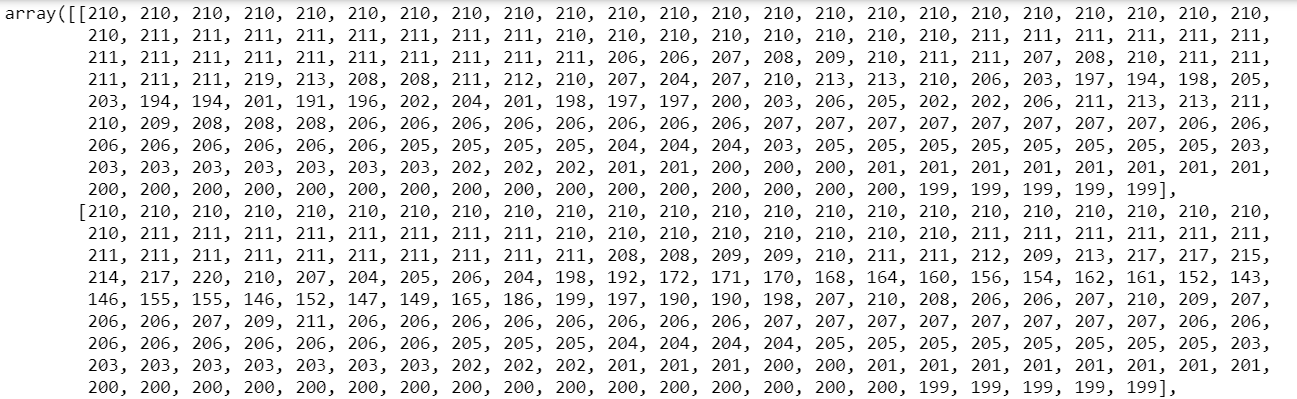 array([[210, 210, 210, 210, 210, 210, 210, 210, 210, 210, 210, 210, 210, 210, 210, 210, 210, 210, 210, 210, 210, 210, 210,
210, 211, 211, 211, 211, 211, 211, 211, 211, 210, 210, 210, 210, 210, 210, 210, 210, 211, 211, 211, 211, 211, 211,
211, 211, 211, 211, 211, 211, 211, 211, 211, 211, 206, 206, 207, 208, 209, 210, 211, 211, 207, 208, 210, 211, 211,
211, 211, 211, 219, 213, 208, 208, 211, 212, 210, 207, 204, 207, 210, 213, 213, 210, 206, 203, 197, 194, 198, 205,
203, 194, 194, 201, 191, 196, 202, 204, 201, 198, 197, 197, 200, 203, 206, 205, 202, 202, 206, 211, 213, 213, 211,
210, 209, 208, 208, 208, 206, 206, 206, 206, 206, 206, 206, 206, 207, 207, 207, 207, 207, 207, 207, 207, 206, 206,
206, 206, 206, 206, 206, 206, 205, 205, 205, 205, 204, 204, 204, 203, 205, 205, 205, 205, 205, 205, 205, 205, 203,
203, 203, 203, 203, 203, 203, 203, 202, 202, 202, 201, 201, 200, 200, 200, 201, 201, 201, 201, 201, 201, 201, 201,
200, 200, 200, 200, 200, 200, 200, 200, 200, 200, 200, 200, 200, 200, 200, 200, 199, 199, 199, 199, 199],
[210, 210, 210, 210, 210, 210, 210, 210, 210, 210, 210, 210, 210, 210, 210, 210, 210, 210, 210, 210, 210, 210, 210,
210, 211, 211, 211, 211, 211, 211, 211, 211, 210, 210, 210, 210, 210, 210, 210, 210, 211, 211, 211, 211, 211, 211,
211, 211, 211, 211, 211, 211, 211, 211, 211, 211, 208, 208, 209, 209, 210, 211, 211, 212, 209, 213, 217, 217, 215,
214, 217, 220, 210, 207, 204, 205, 206, 204, 198, 192, 172, 171, 170, 168, 164, 160, 156, 154, 162, 161, 152, 143,
146, 155, 155, 146, 152, 147, 149, 165, 186, 199, 197, 190, 190, 198, 207, 210, 208, 206, 206, 207, 210, 209, 207,
206, 206, 207, 209, 211, 206, 206, 206, 206, 206, 206, 206, 206, 207, 207, 207, 207, 207, 207, 207, 207, 206, 206,
206, 206, 206, 206, 206, 206, 206, 205, 205, 205, 204, 204, 204, 204, 205, 205, 205, 205, 205, 205, 205, 205, 203,
203, 203, 203, 203, 203, 203, 203, 202, 202, 202, 201, 201, 201, 200, 200, 201, 201, 201, 201, 201, 201, 201, 201,
200, 200, 200, 200, 200, 200, 200, 200, 200, 200, 200, 200, 200, 200, 200, 200, 199, 199, 199, 199, 199],